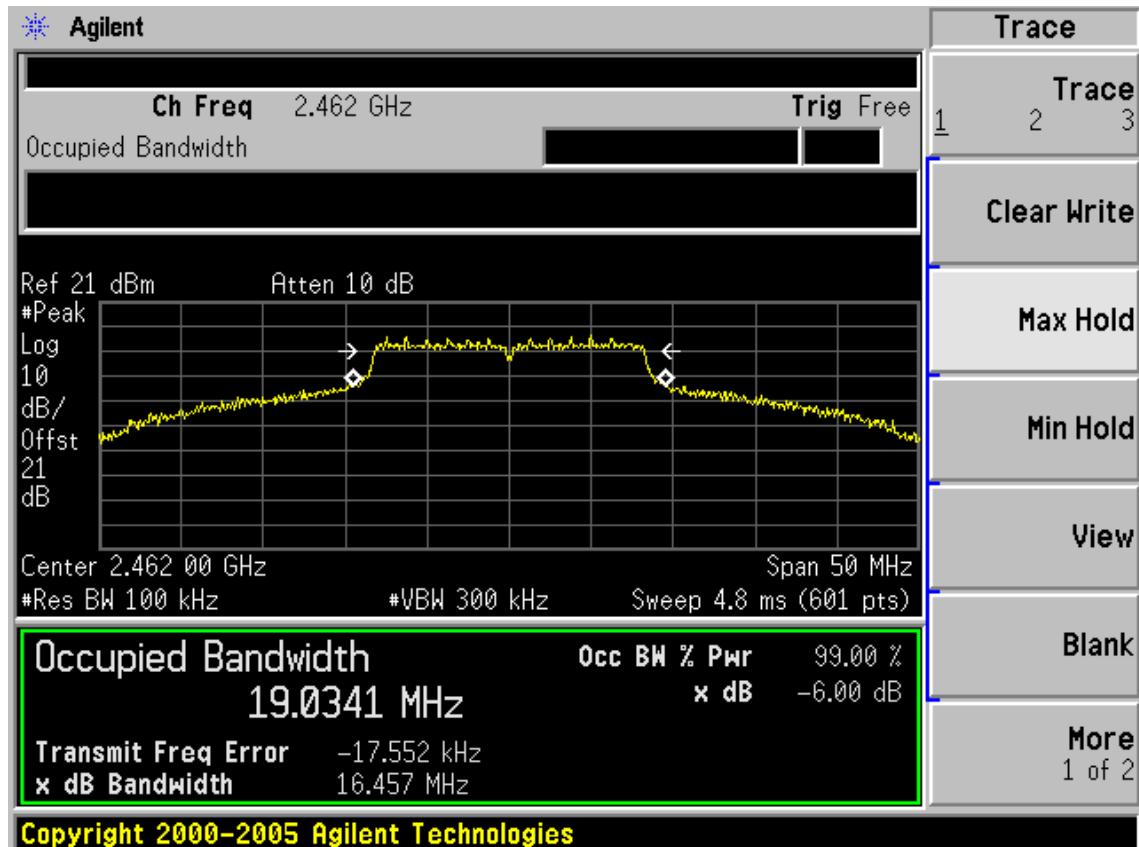 Agilent
Trace
Ch Freq 2.462 GHz Trig Free
Occupied Bandwidth
Ref 21 dBm Atten 10 dB
#Peak
Log
10
dB/
Offst
21
dB
Center 2.462 00 GHz Span 50 MHz
#Res BW 100 kHz #VBW 300 kHz Sweep 4.8 ms (601 pts)
Occupied Bandwidth Occ BW % Pwr 99.00 %
19.0341 MHz x dB -6.00 dB
Transmit Freq Error -17.552 kHz
x dB Bandwidth 16.457 MHz
Trace
1 2 3
Clear Write
Max Hold
Min Hold
View
Blank
More
1 of 2
Copyright 2000-2005 Agilent Technologies